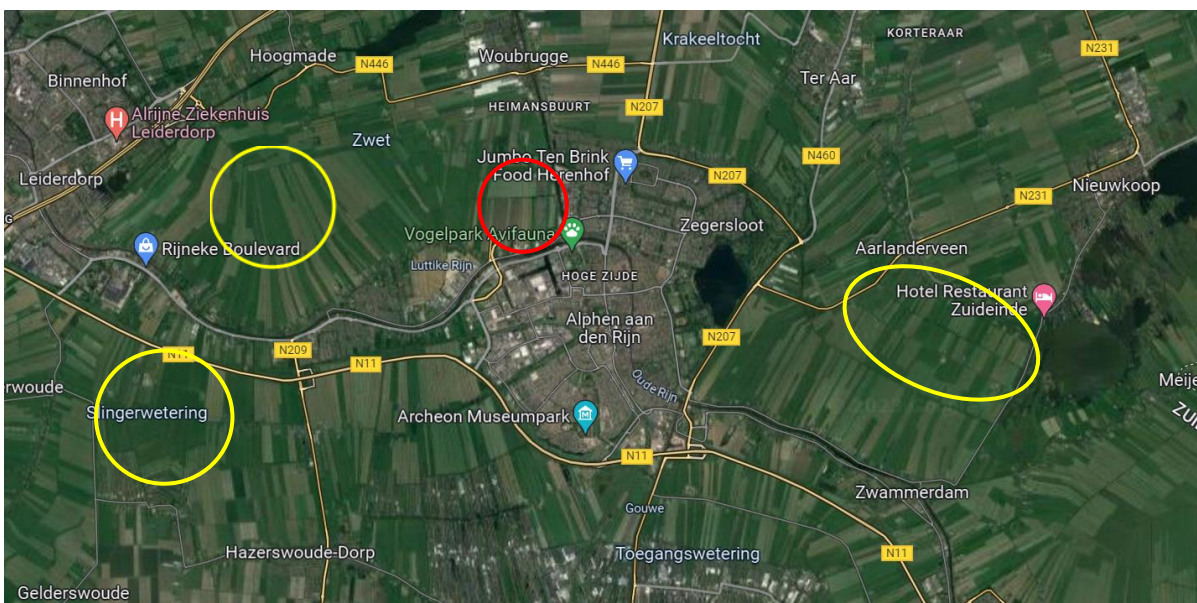 Hoogmade
N446
Woubrugge
N446
Krakeeltocht
KORTERAAR
N231
Binnenhof
Ter Aar
HEIMANSBUURT
N207
Alrijne Ziekenhuis
Leiderdorp
Zwet
Jumbo Ten Brink
Food Herenhof
N460
N207
Leiderdorp
N231
Nieuwkoop
G
Vogelpark Avifauna
Zegersloot
Rijneke Boulevard
Aarlanderveen
Luttike Rijn
HOGE ZIJDE
Hotel Restaurant
Zuideinde
Alphen aan
den Rijn
N207
N11
N209
N11
Oude Rijn
Meije
erwoude
Slingerwetering
Archeon Museumpark
ZUI
N11
Zwammerdam
Gouwe
Hazerswoude-Dorp
Toegangswetering
N11
Gelderswoude